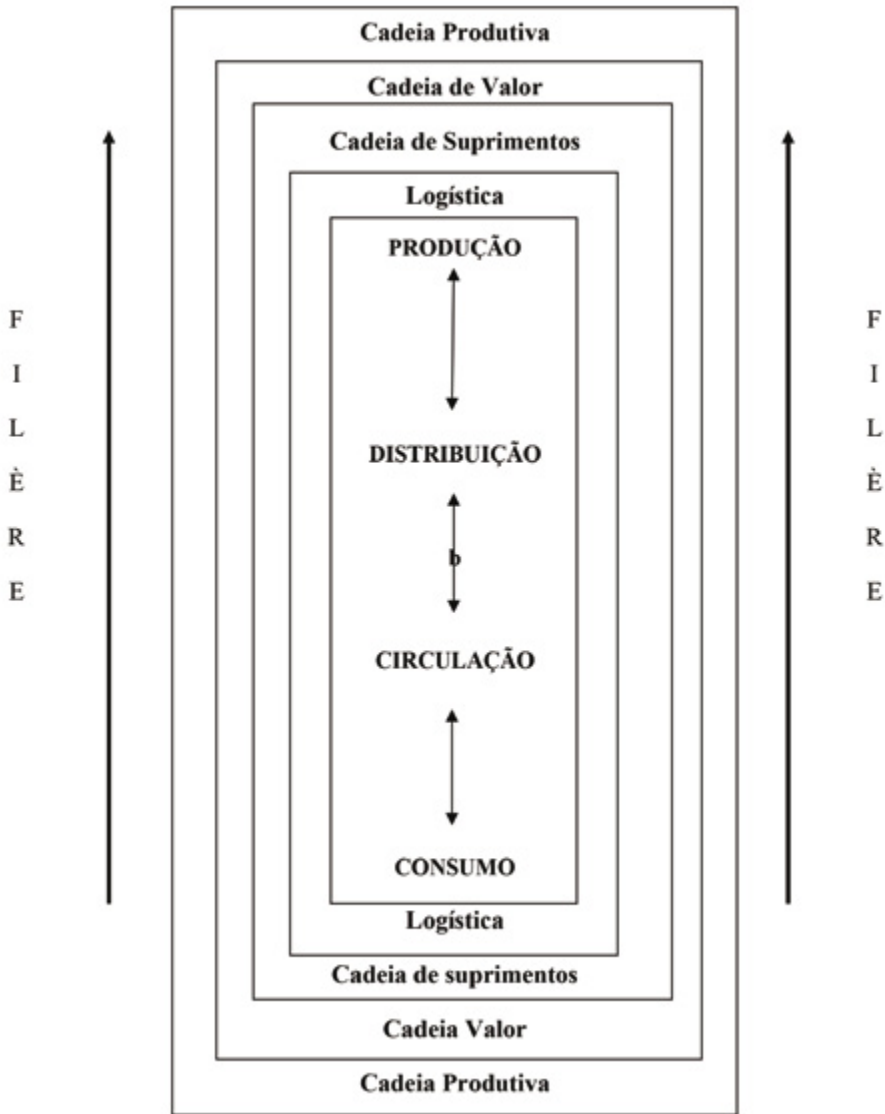 Cadeia Produtiva
Cadeia de Valor
Cadeia de Suprimentos
Logística
PRODUÇÃO
DISTRIBUIÇÃO
b
CIRCULAÇÃO
CONSUMO
Logística
Cadeia de suprimentos
Cadeia Valor
Cadeia Produtiva
F
I
L
È
R
E
F
I
L
È
R
E